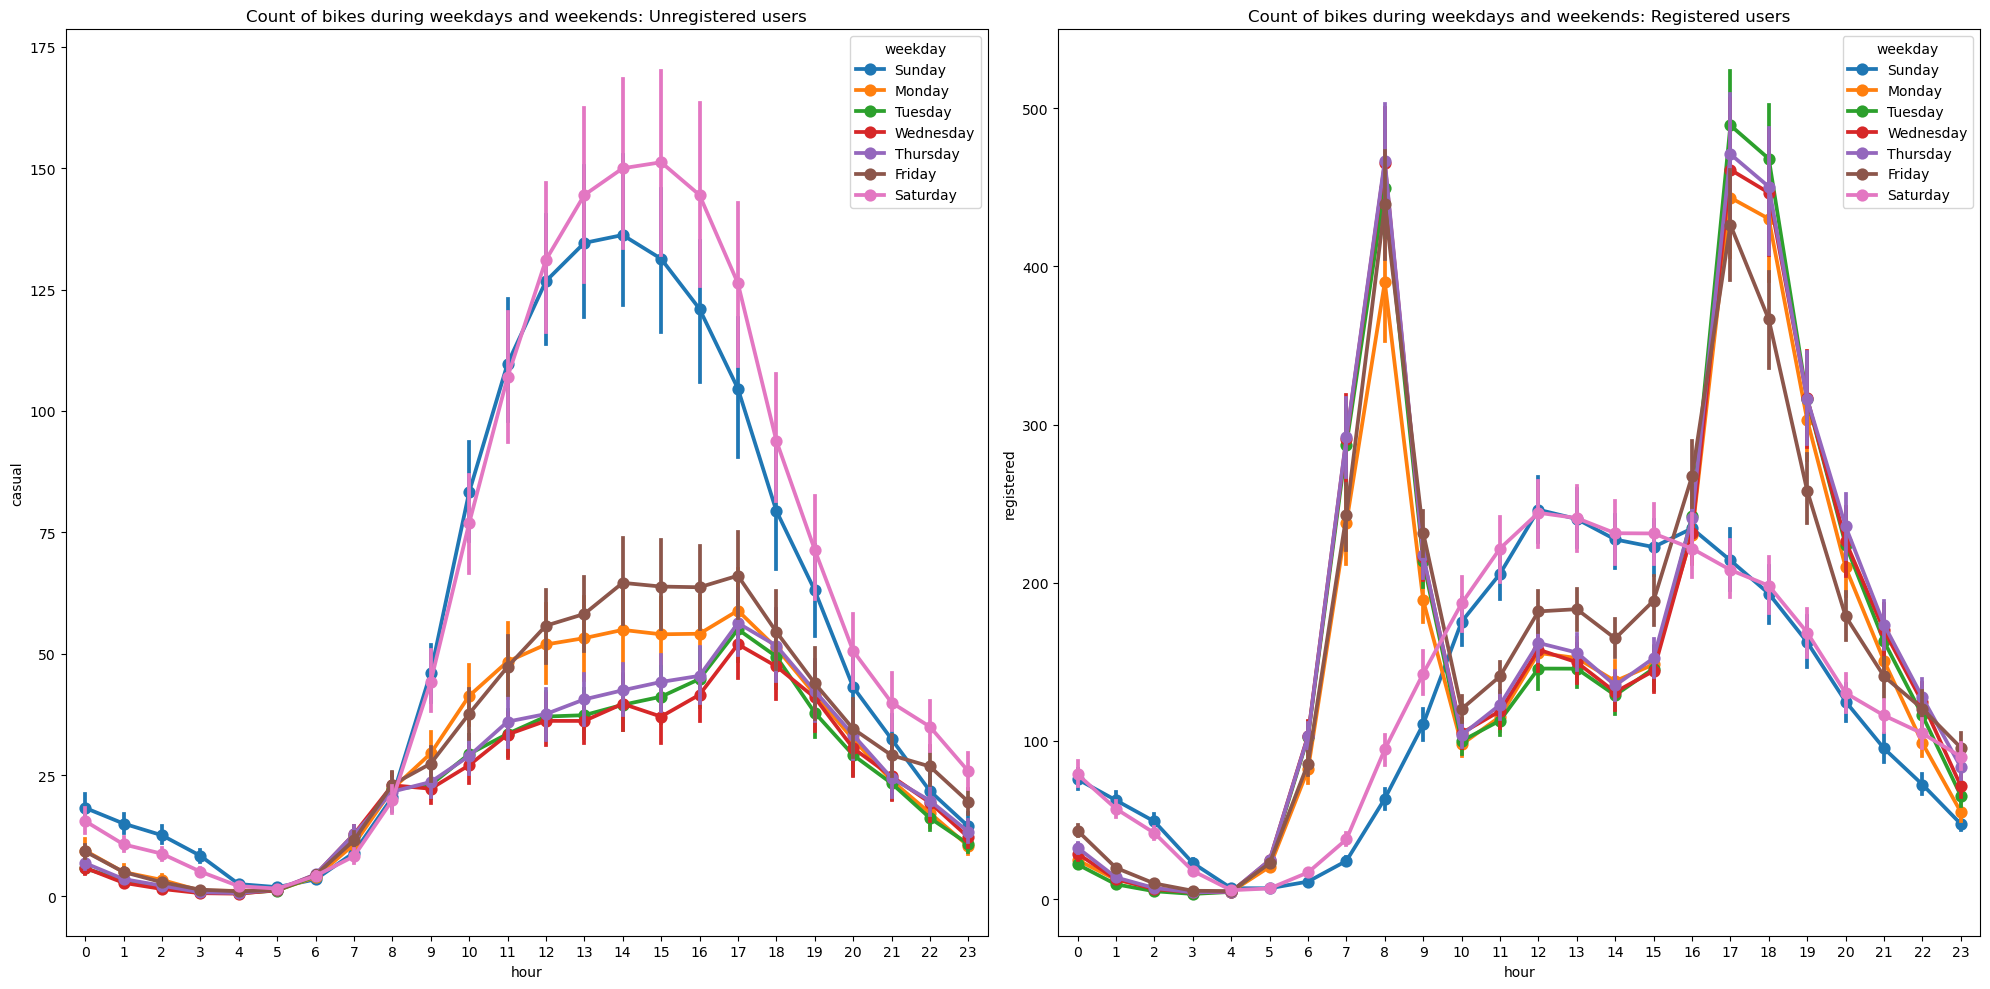 Count of bikes during weekdays and weekends: Unregistered users
175
150
125
100
75
50
25
0
casual
0 1 2 3 4 5 6 7 8 9 10 11 12 13 14 15 16 17 18 19 20 21 22 23
hour
weekday
Sunday
Monday
Tuesday
Wednesday
Thursday
Friday
Saturday
Count of bikes during weekdays and weekends: Registered users
500
400
300
200
100
0
registered
0 1 2 3 4 5 6 7 8 9 10 11 12 13 14 15 16 17 18 19 20 21 22 23
hour
weekday
Sunday
Monday
Tuesday
Wednesday
Thursday
Friday
Saturday